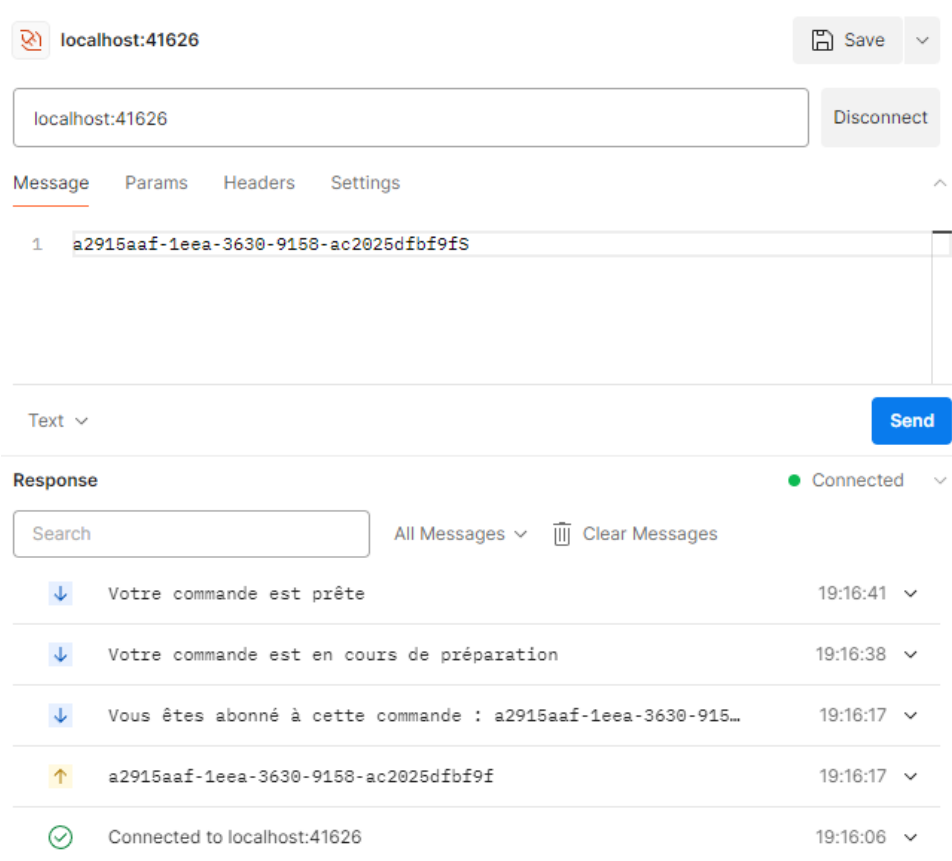 localhost:41626
Save
localhost:41626
Disconnect
Message Params Headers Settings
1 a2915aaf-1eea-3630-9158-ac2025dfbf9fS
Text
Send
Response
Connected
Search
All Messages
Clear Messages
Votre commande est prête 19:16:41
Votre commande est en cours de préparation 19:16:38
Vous êtes abonné à cette commande : a2915aaf-1eea-3630-915… 19:16:17
a2915aaf-1eea-3630-9158-ac2025dfbf9f 19:16:17
Connected to localhost:41626 19:16:06